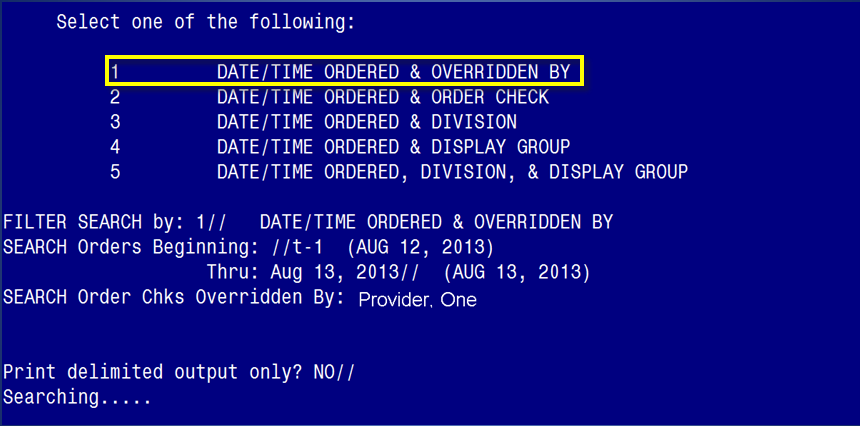 Select one of the following:
1 DATE/TIME ORDERED & OVERRIDDEN BY
2 DATE/TIME ORDERED & ORDER CHECK
3 DATE/TIME ORDERED & DIVISION
4 DATE/TIME ORDERED & DISPLAY GROUP
5 DATE/TIME ORDERED, DIVISION, & DISPLAY GROUP
FILTER SEARCH by: 1// DATE/TIME ORDERED & OVERRIDDEN BY
SEARCH Orders Beginning: //t-1 (AUG 12, 2013)
Thru: Aug 13, 2013// (AUG 13, 2013)
SEARCH Order Chks Overridden By: Provider, One
Print delimited output only? NO//
Searching.....